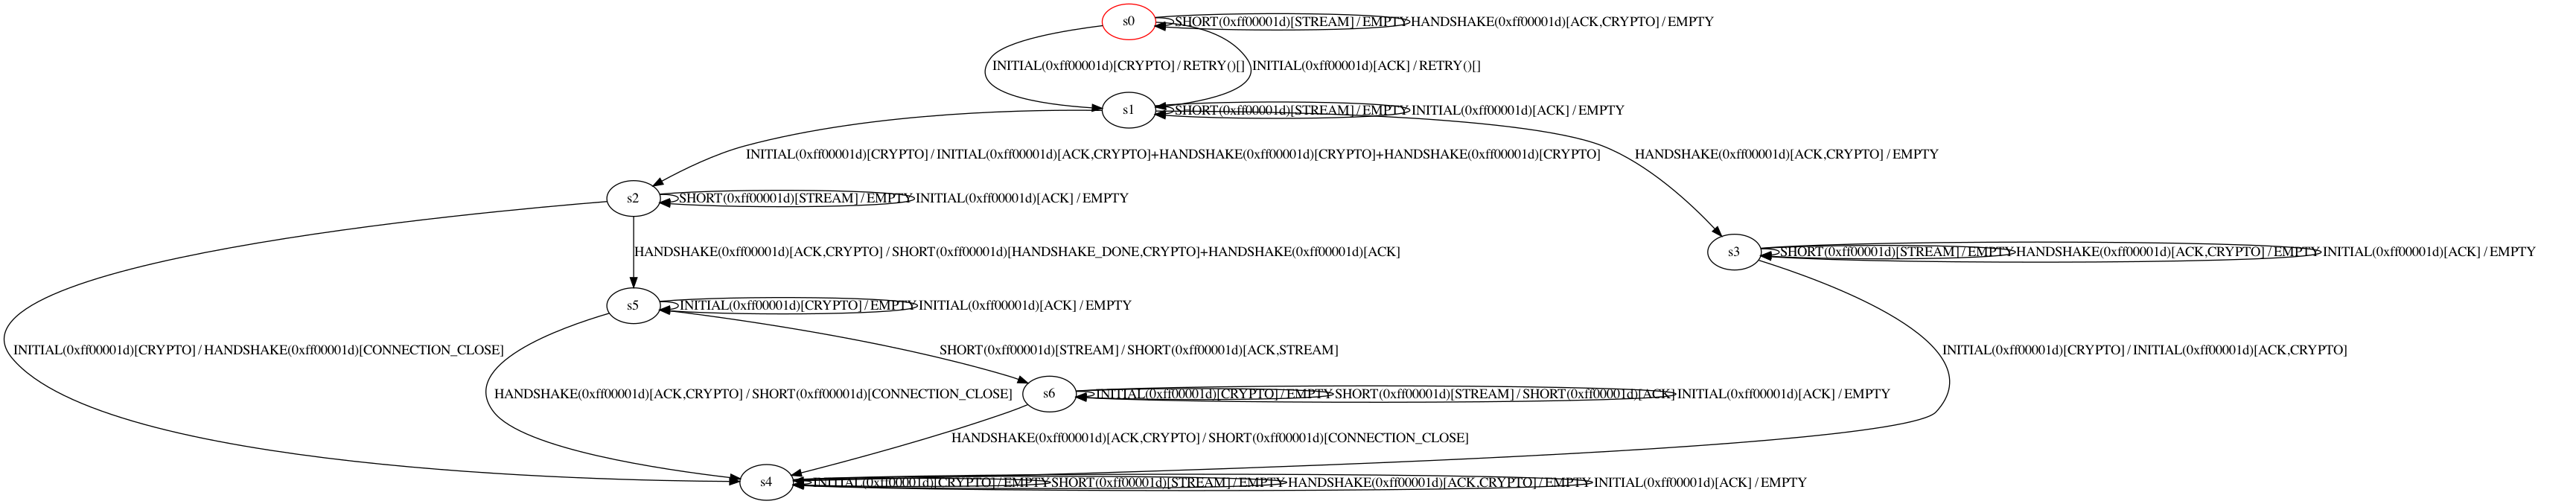 s0
SHORT(0xff00001d)[STREAM] / EMPTY
HANDSHAKE(0xff00001d)[ACK,CRYPTO] / EMPTY
INITIAL(0xff00001d)[CRYPTO] / RETRY()[]
INITIAL(0xff00001d)[ACK] / RETRY()[]
s1
SHORT(0xff00001d)[STREAM] / EMPTY
INITIAL(0xff00001d)[ACK] / EMPTY
INITIAL(0xff00001d)[CRYPTO] / INITIAL(0xff00001d)[ACK,CRYPTO]+HANDSHAKE(0xff00001d)[CRYPTO]+HANDSHAKE(0xff00001d)[CRYPTO]
HANDSHAKE(0xff00001d)[ACK,CRYPTO] / EMPTY
s2
SHORT(0xff00001d)[STREAM] / EMPTY
INITIAL(0xff00001d)[ACK] / EMPTY
HANDSHAKE(0xff00001d)[ACK,CRYPTO] / SHORT(0xff00001d)[HANDSHAKE_DONE,CRYPTO]+HANDSHAKE(0xff00001d)[ACK]
s3
SHORT(0xff00001d)[STREAM] / EMPTY
HANDSHAKE(0xff00001d)[ACK,CRYPTO] / EMPTY
INITIAL(0xff00001d)[ACK] / EMPTY
s5
INITIAL(0xff00001d)[CRYPTO] / EMPTY
INITIAL(0xff00001d)[ACK] / EMPTY
INITIAL(0xff00001d)[CRYPTO] / HANDSHAKE(0xff00001d)[CONNECTION_CLOSE]
SHORT(0xff00001d)[STREAM] / SHORT(0xff00001d)[ACK,STREAM]
INITIAL(0xff00001d)[CRYPTO] / INITIAL(0xff00001d)[ACK,CRYPTO]
HANDSHAKE(0xff00001d)[ACK,CRYPTO] / SHORT(0xff00001d)[CONNECTION_CLOSE]
s6
INITIAL(0xff00001d)[CRYPTO] / EMPTY
SHORT(0xff00001d)[STREAM] / SHORT(0xff00001d)[ACK]
INITIAL(0xff00001d)[ACK] / EMPTY
HANDSHAKE(0xff00001d)[ACK,CRYPTO] / SHORT(0xff00001d)[CONNECTION_CLOSE]
s4
INITIAL(0xff00001d)[CRYPTO] / EMPTY
SHORT(0xff00001d)[STREAM] / EMPTY
HANDSHAKE(0xff00001d)[ACK,CRYPTO] / EMPTY
INITIAL(0xff00001d)[ACK] / EMPTY